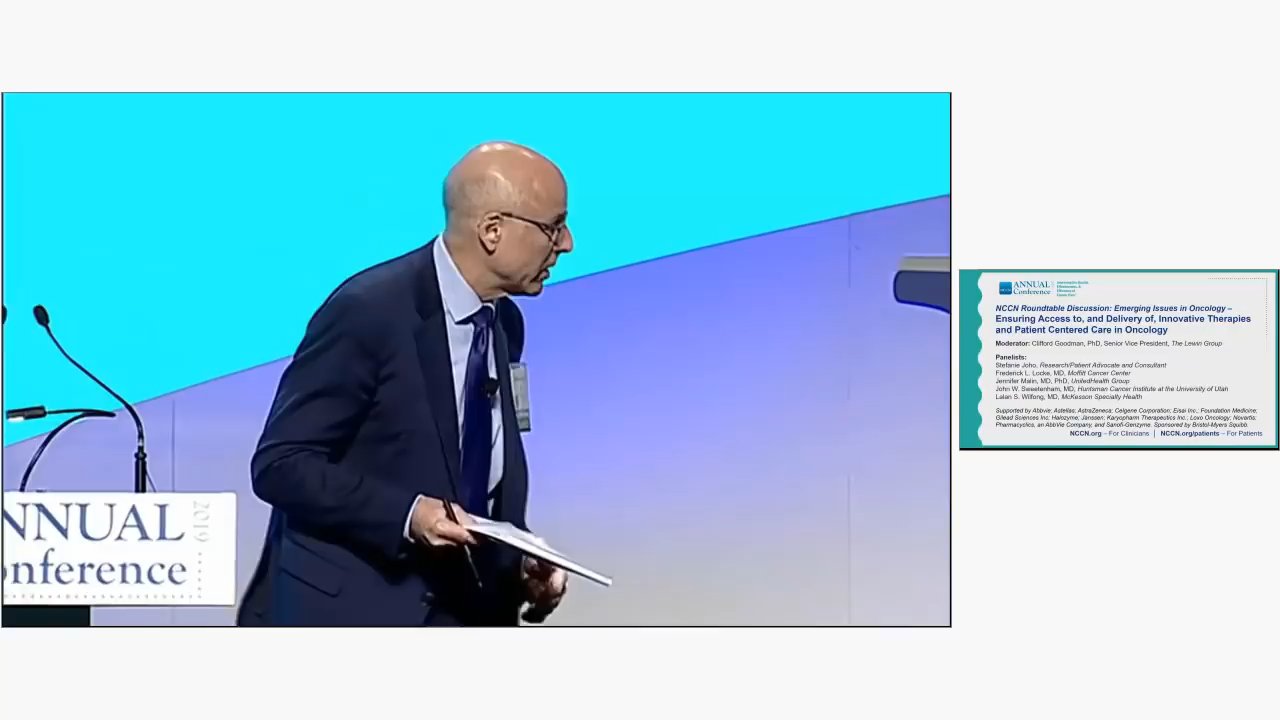 NNUAL
2019
nference
ANNUAL
Conference
NCCN Roundtable Discussion: Emerging Issues in Oncology –
Ensuring Access to, and Delivery of, Innovative Therapies
and Patient Centered Care in Oncology
Moderator: Clifford Goodman, PhD, Senior Vice President, The Lewin Group
Panelists:
Stefanie Joho, Research/Patient Advocate and Consultant
Frederick L. Locke, MD, Moffitt Cancer Center
Jennifer Malin, MD, PhD, UnitedHealth Group
John W. Sweetenham, MD, Huntsman Cancer Institute at the University of Utah
Lalan S. Wilfong, MD, McKesson Specialty Health
Supported by Abbvie; Astellas; AstraZeneca; Celgene Corporation; Eisai Inc.; Foundation Medicine;
Gilead Sciences Inc; Halozyme; Janssen; Karyopharm Therapeutics Inc.; Loxo Oncology; Novartis;
Pharmacyclics, an AbbVie Company, and Sanofi-Genzyme. Sponsored by Bristol-Myers Squibb.
NCCN.org – For Clinicians | NCCN.org/patients – For Patients